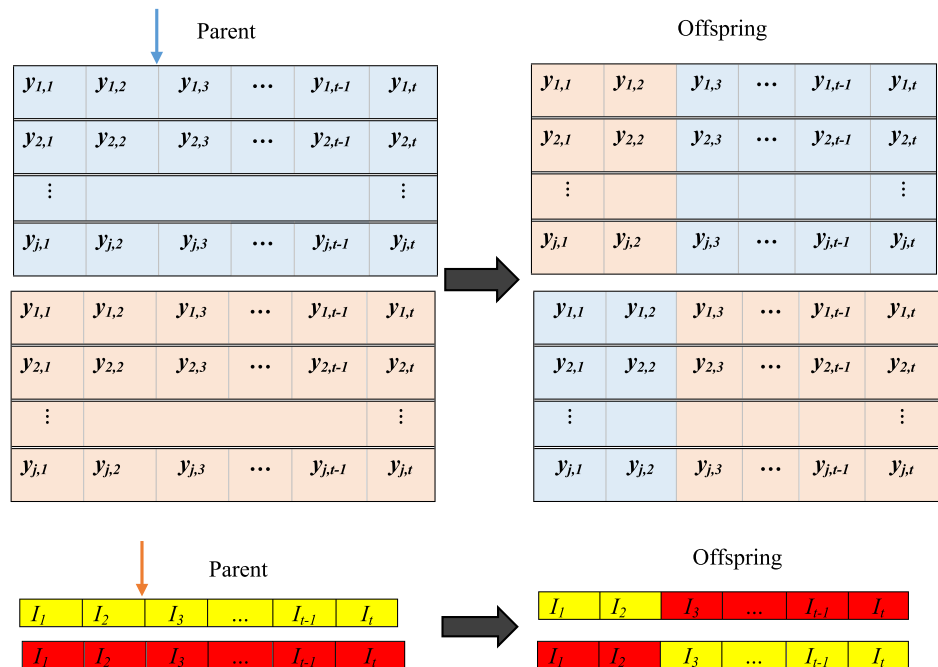 Parent
y1,1 y1,2 y1,3 ... y1,t-1 y1,t
y2,1 y2,2 y2,3 ... y2,t-1 y2,t
⋮ ⋮
yj,1 yj,2 yj,3 ... yj,t-1 yj,t
y1,1 y1,2 y1,3 ... y1,t-1 y1,t
y2,1 y2,2 y2,3 ... y2,t-1 y2,t
⋮ ⋮
yj,1 yj,2 yj,3 ... yj,t-1 yj,t
Offspring
y1,1 y1,2 y1,3 ... y1,t-1 y1,t
y2,1 y2,2 y2,3 ... y2,t-1 y2,t
⋮ ⋮
yj,1 yj,2 yj,3 ... yj,t-1 yj,t
y1,1 y1,2 y1,3 ... y1,t-1 y1,t
y2,1 y2,2 y2,3 ... y2,t-1 y2,t
⋮ ⋮
yj,1 yj,2 yj,3 ... yj,t-1 yj,t
Parent
I1 I2 I3 ... It-1 It
I1 I2 I3 ... It-1 It
Offspring
I1 I2 I3 ... It-1 It
I1 I2 I3 ... It-1 It